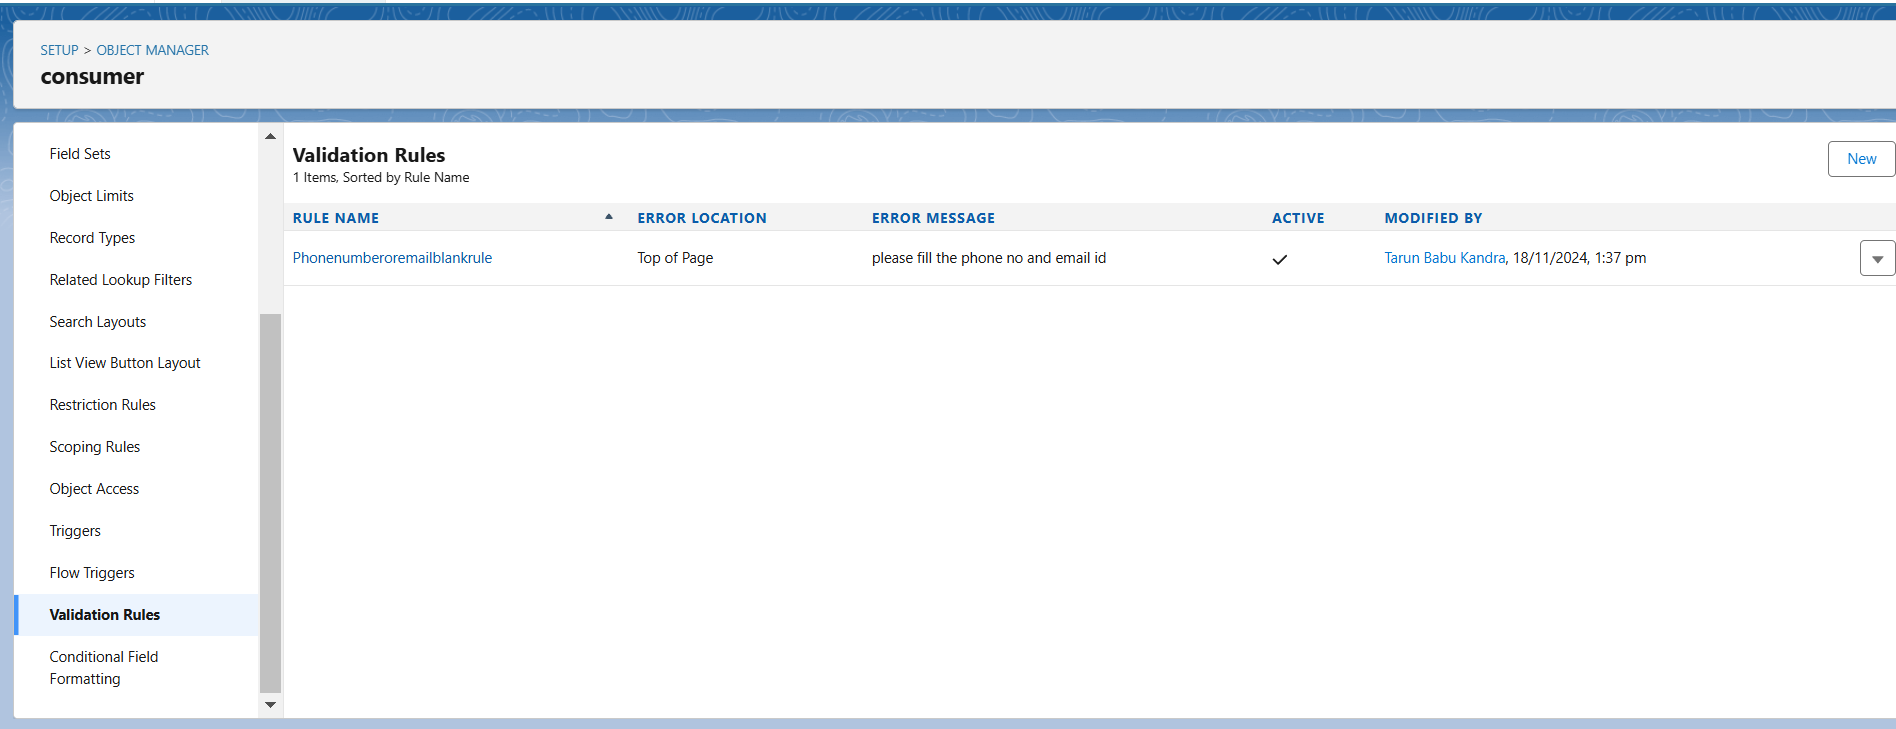 SETUP > OBJECT MANAGER
consumer
Field Sets
Object Limits
Record Types
Related Lookup Filters
Search Layouts
List View Button Layout
Restriction Rules
Scoping Rules
Object Access
Triggers
Flow Triggers
Validation Rules
Conditional Field
Formatting
Validation Rules
1 Items, Sorted by Rule Name
New
RULE NAME ERROR LOCATION ERROR MESSAGE ACTIVE MODIFIED BY
Phonenumberoremailblankrule Top of Page please fill the phone no and email id Tarun Babu Kandra, 18/11/2024, 1:37 pm